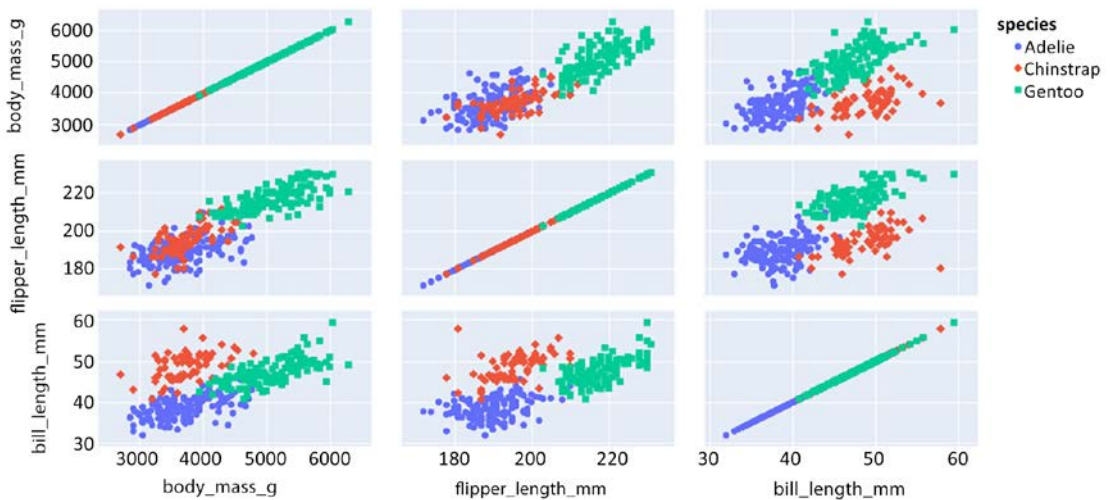 body_mass_g
6000
5000
4000
3000
flipper_length_mm
220
200
180
bill_length_mm
60
50
40
30
3000 4000 5000 6000
body_mass_g
180 200 220
flipper_length_mm
30 40 50 60
bill_length_mm
species
Adelie
Chinstrap
Gentoo